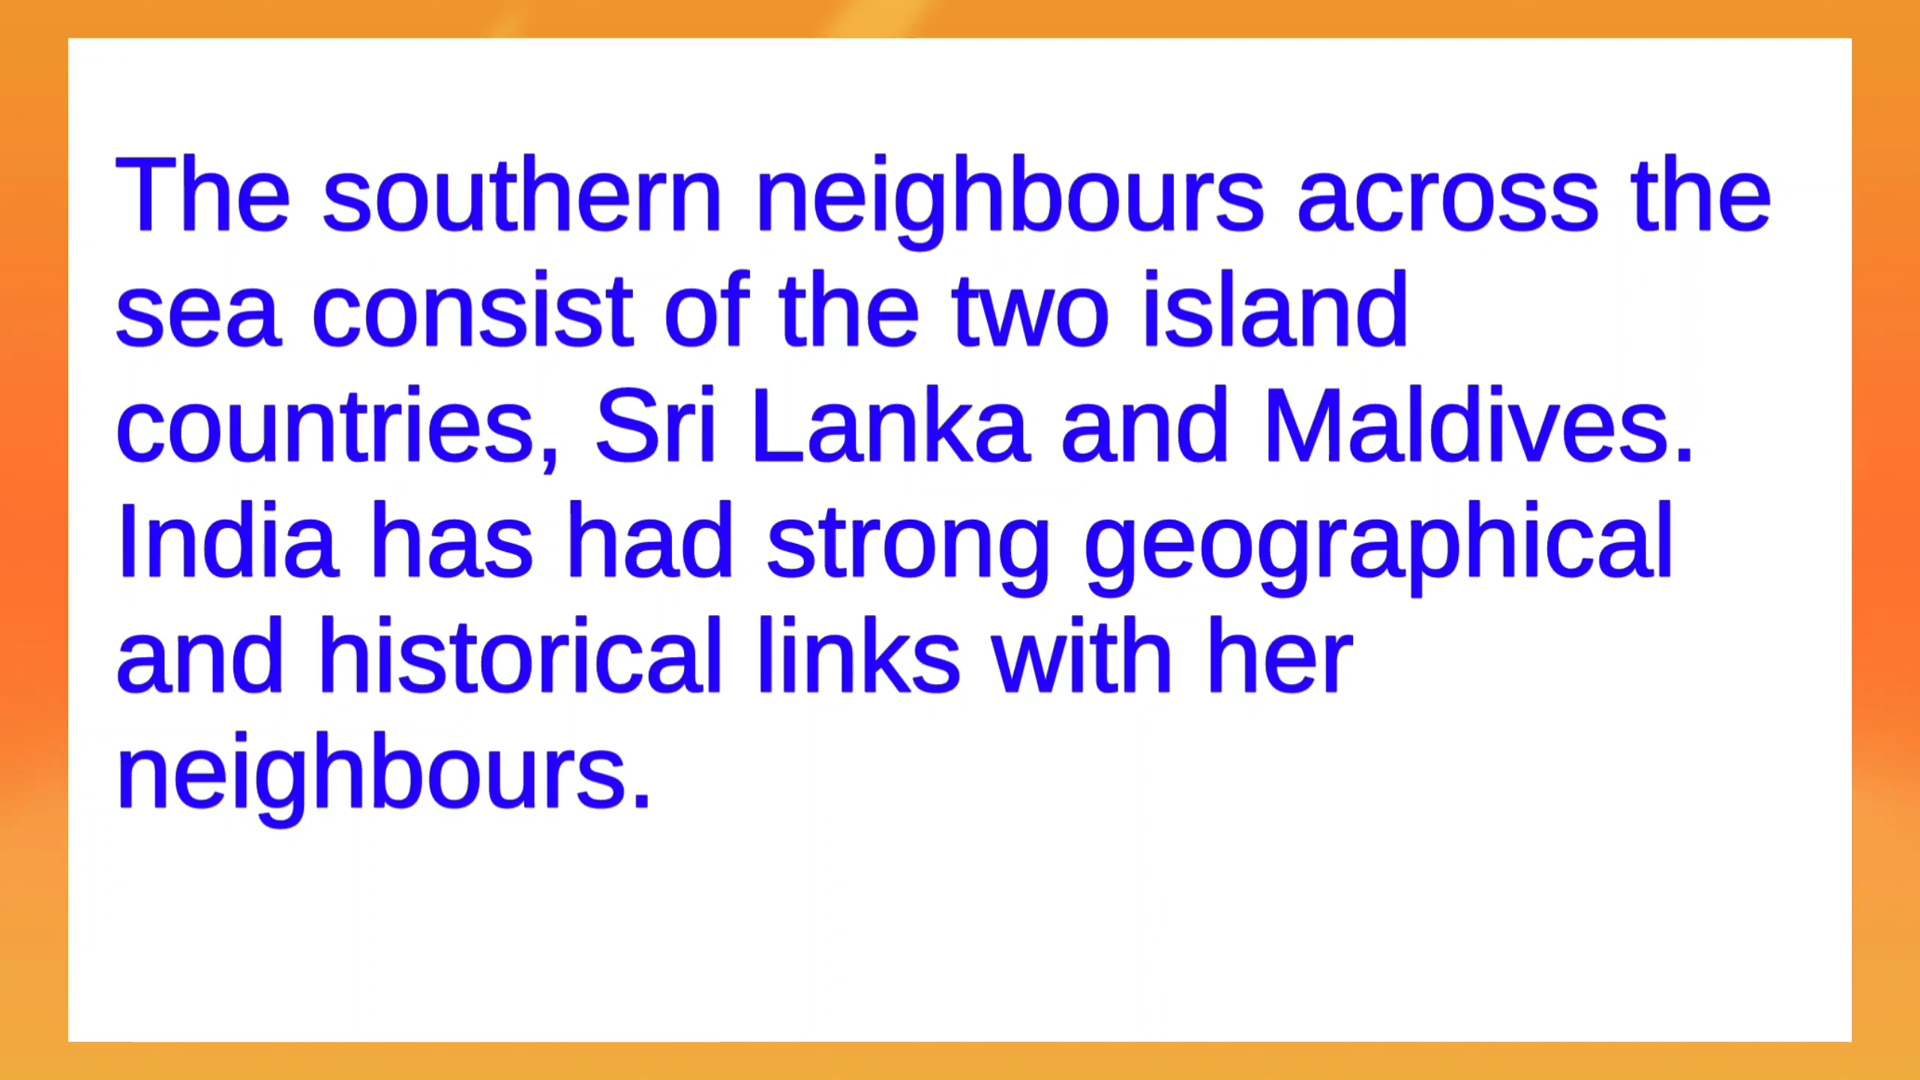 The southern neighbours across the
sea consist of the two island
countries, Sri Lanka and Maldives.
India has had strong geographical
and historical links with her
neighbours.